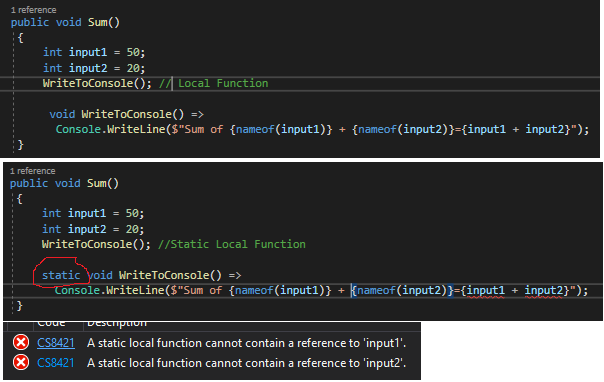 1 reference
public void Sum()
{
int input1 = 50;
int input2 = 20;
WriteToConsole(); // Local Function
void WriteToConsole() =>
Console.WriteLine($"Sum of {nameof(input1)} + {nameof(input2)}={input1 + input2}");
}
1 reference
public void Sum()
{
int input1 = 50;
int input2 = 20;
WriteToConsole(); //Static Local Function
static void WriteToConsole() =>
Console.WriteLine($"Sum of {nameof(input1)} + {nameof(input2)}={input1 + input2}");
}
Code Description
CS8421 A static local function cannot contain a reference to 'input1'.
CS8421 A static local function cannot contain a reference to 'input2'.